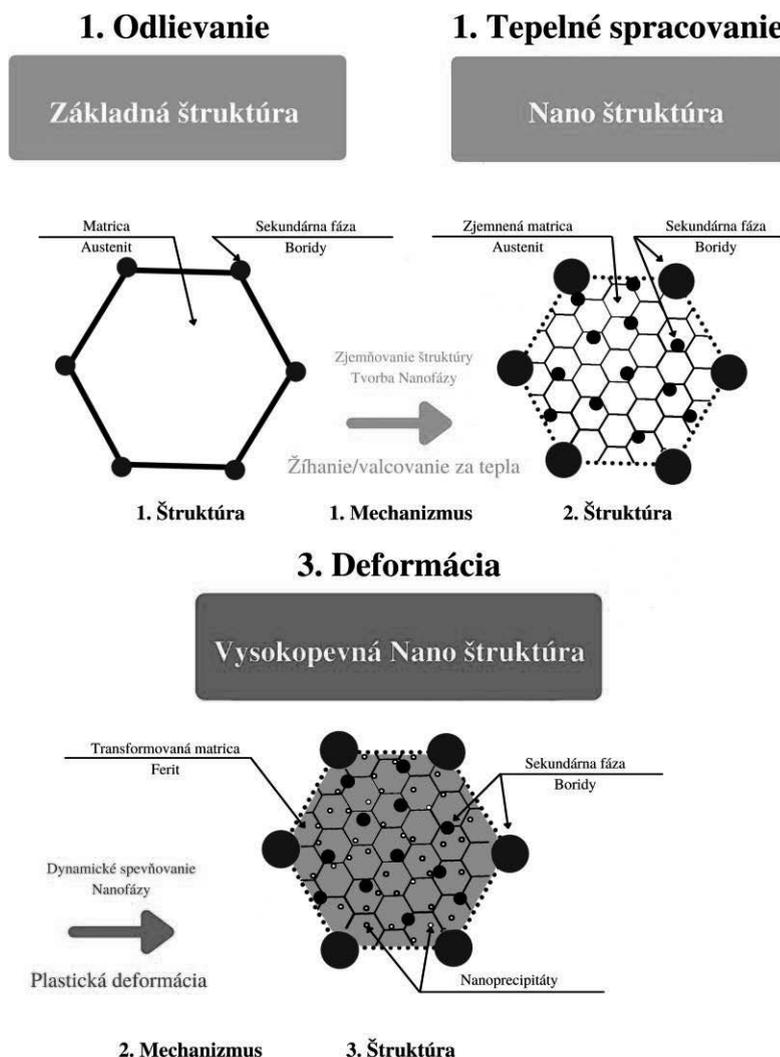 1. Odlievanie
1. Tepelné spracovanie
Základná štruktúra
Nano štruktúra
Matrica
Austenit
Sekundárna fáza
Boridy
Zjemnená matrica
Austenit
Sekundárna fáza
Boridy
Zjemňovanie štruktúry
Tvorba Nanofázy
Žíhanie/valcovanie za tepla
1. Štruktúra
1. Mechanizmus
2. Štruktúra
3. Deformácia
Vysokopevná Nano štruktúra
Transformovaná matrica
Ferit
Sekundárna fáza
Boridy
Dynamické spevňovanie
Nanofázy
Plastická deformácia
Nanoprecipitáty
2. Mechanizmus
3. Štruktúra